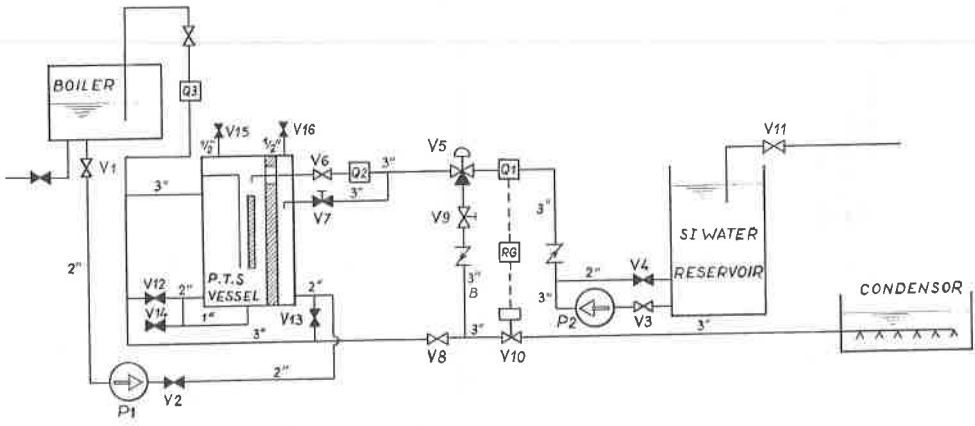 BOILER
Q3
V1
1/2"
V15
1/2"
V16
V6
Q2
3"
V5
Q1
V11
3"
3"
V7
V9
3"
2"
RG
SI WATER
RESERVOIR
P.T.S
VESSEL
V12
2"
V14
1"
2"
V13
3"
B
3"
2"
V4
P2
V3
CONDENSOR
3"
V8
3"
V10
3"
P1
V2
2"